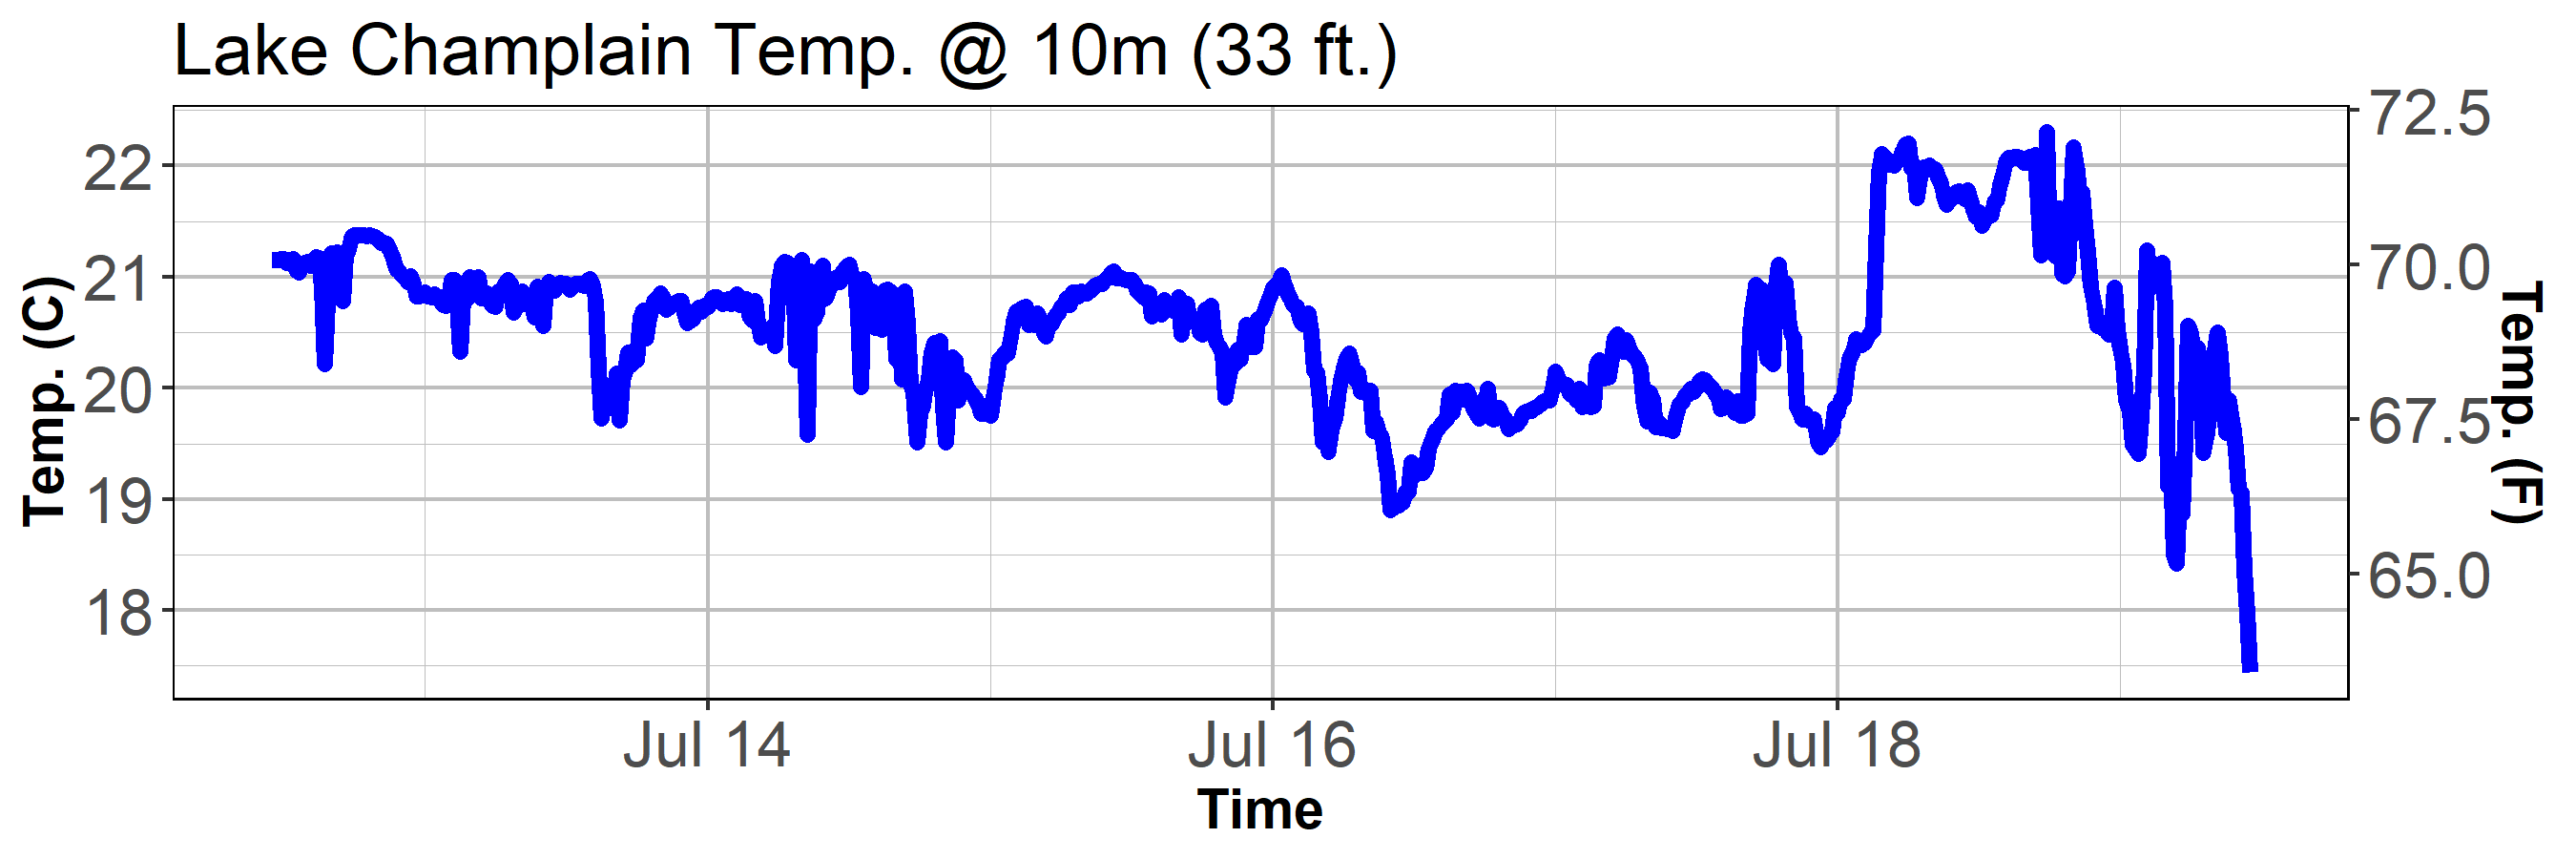 Lake Champlain Temp. @ 10m (33 ft.)
Temp. (C)
22
21
20
19
18
72.5
70.0
67.5
65.0
Temp. (F)
Jul 14
Jul 16
Jul 18
Time